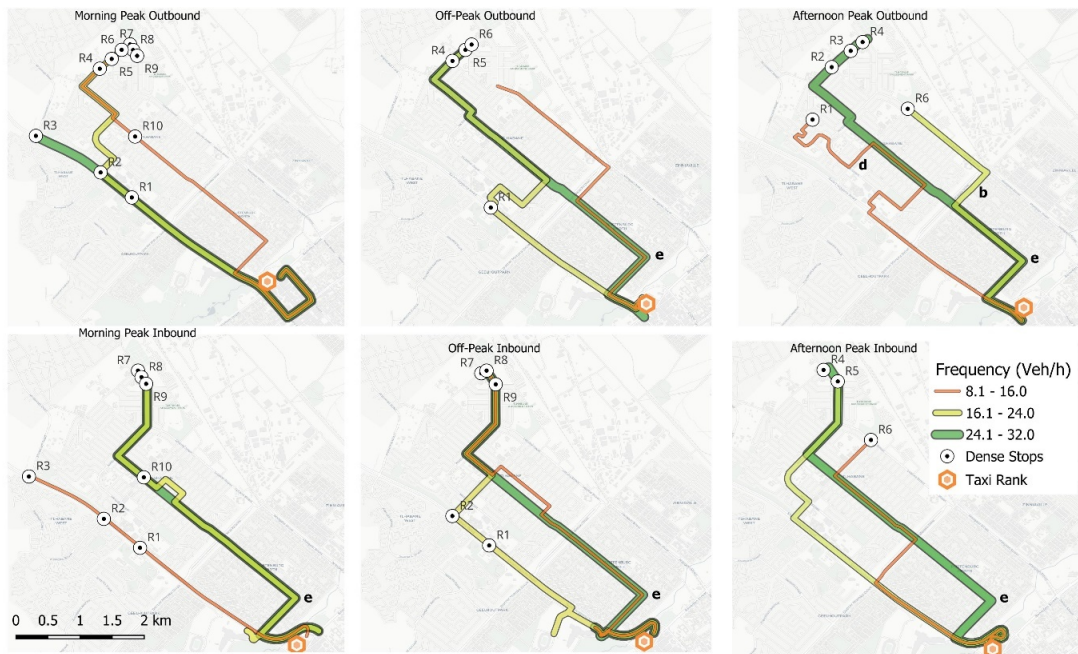 Morning Peak Outbound
R7
R6
R8
R4
R5
R9
R3
R10
R2
R1
Off-Peak Outbound
R6
R4
R5
R1
e
Afternoon Peak Outbound
R4
R3
R2
R1
R6
d
b
e
Morning Peak Inbound
R7
R8
R9
R3
R10
R2
R1
e
0 0.5 1 1.5 2 km
Off-Peak Inbound
R8
R7
R9
R2
R1
e
Afternoon Peak Inbound
R4
R5
R6
e
Frequency (Veh/h)
8.1 - 16.0
16.1 - 24.0
24.1 - 32.0
Dense Stops
Taxi Rank